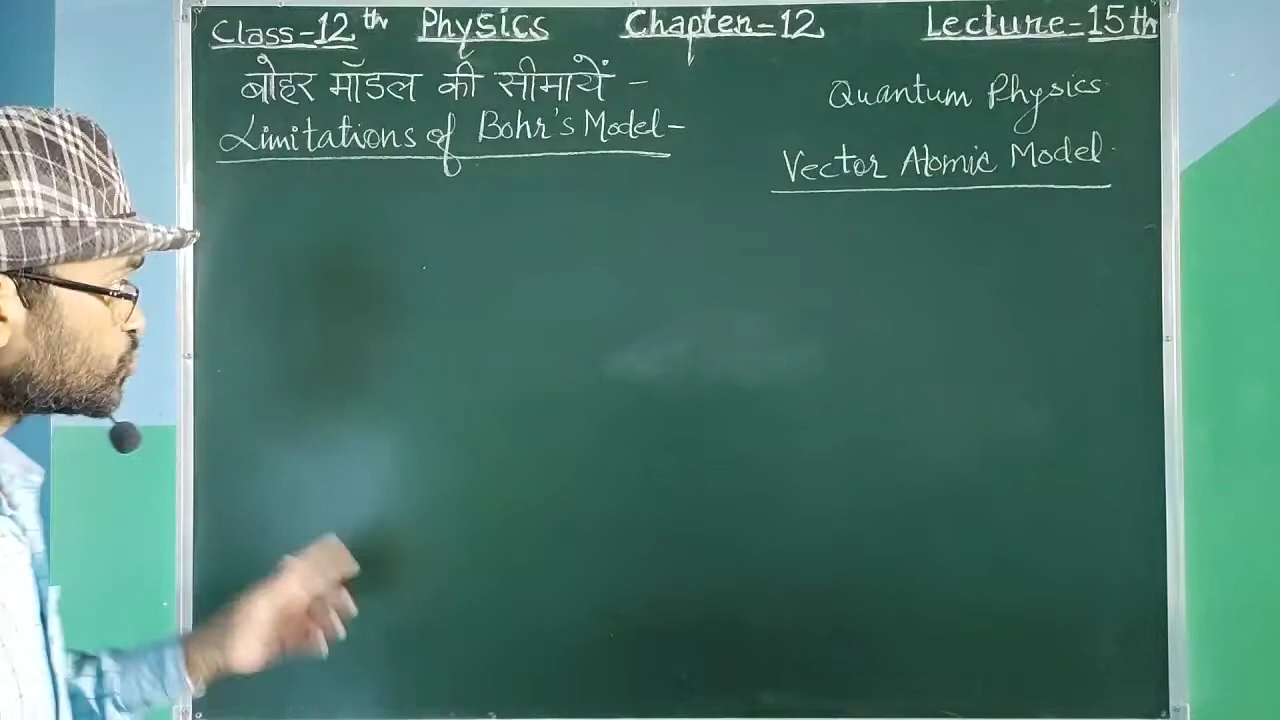 Class-12th Physics Chapter-12 Lecture-15th
बोहर मॉडल की सीमायें -
Limitations of Bohr's Model-
Quantum Physics
Vector Atomic Model